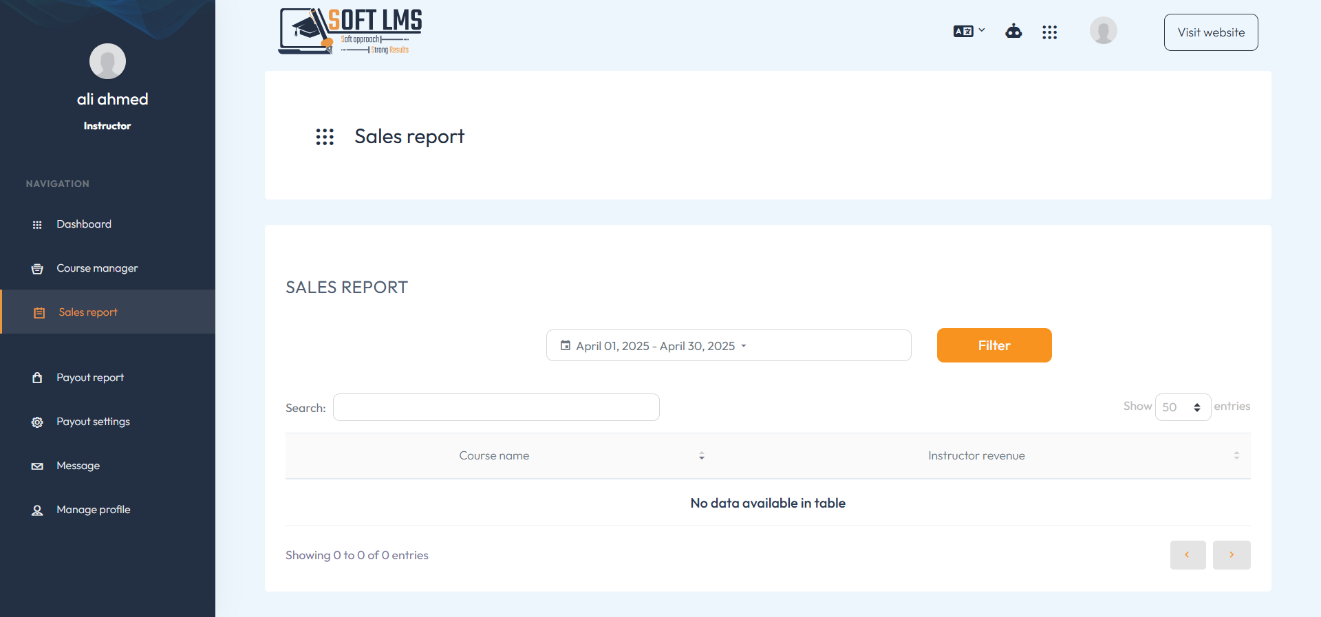 SOFT LMS
Soft approach
Strong Results
Visit website
ali ahmed
Instructor
NAVIGATION
Dashboard
Course manager
Sales report
Payout report
Payout settings
Message
Manage profile
Sales report
SALES REPORT
April 01, 2025 - April 30, 2025
Filter
Search:
Show 50 entries
Course name Instructor revenue
No data available in table
Showing 0 to 0 of 0 entries